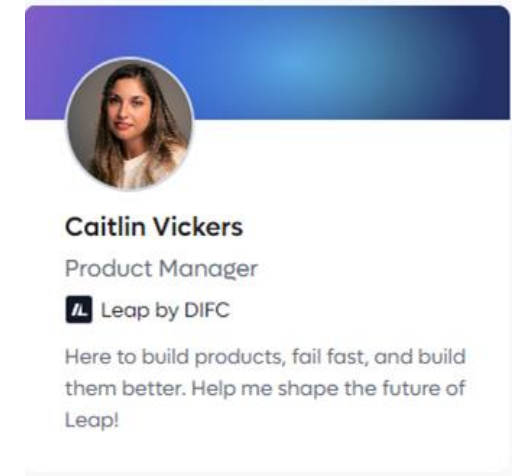 Caitlin Vickers
Product Manager
Leap by DIFC
Here to build products, fail fast, and build
them better. Help me shape the future of
Leap!